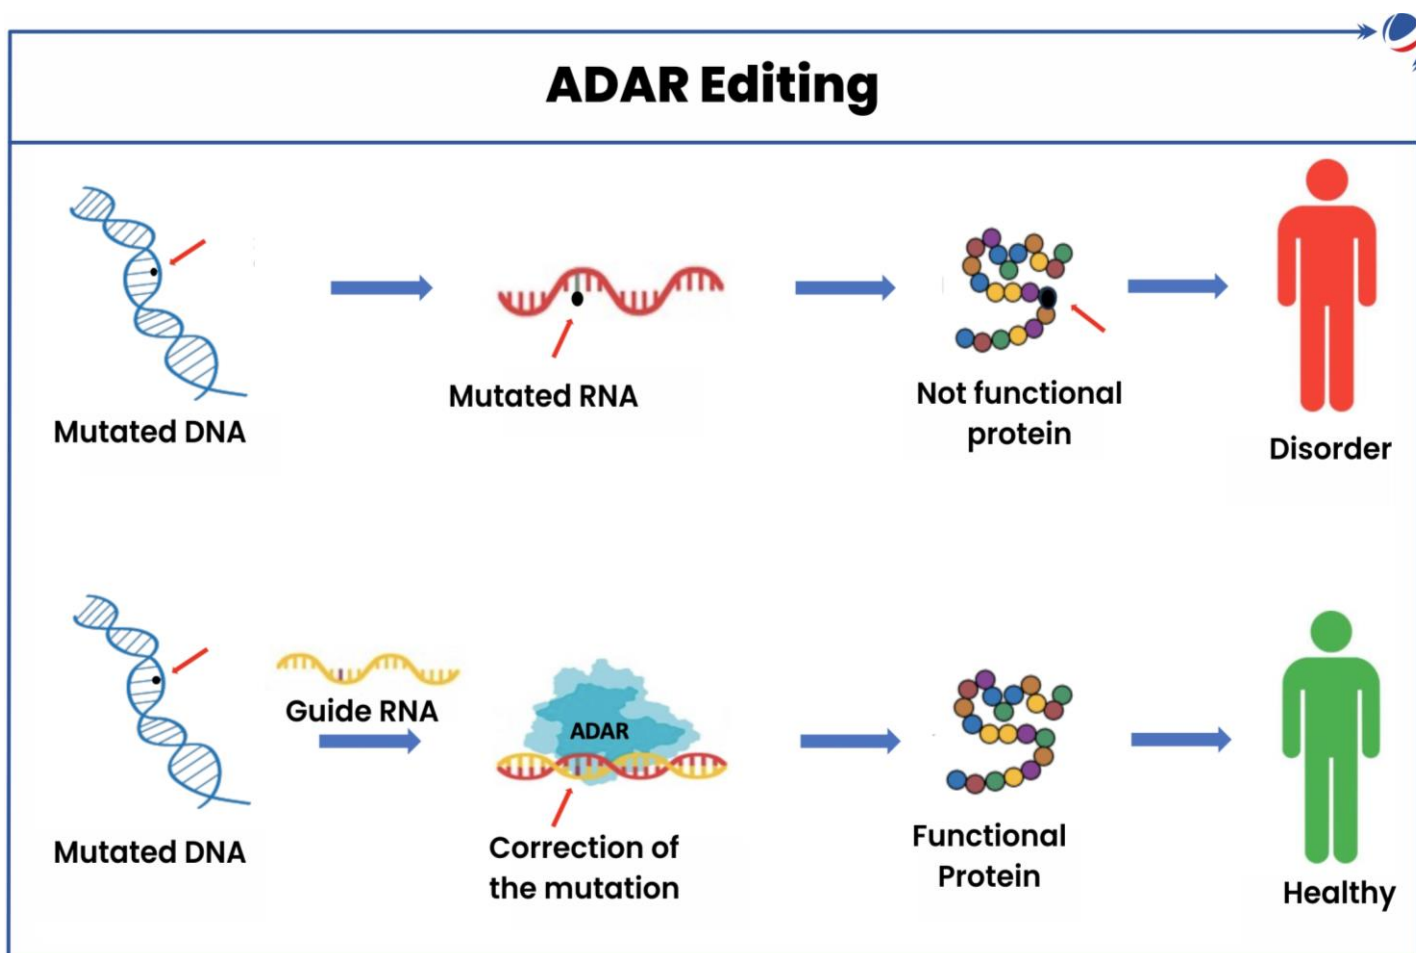 ADAR Editing
Mutated DNA
Mutated RNA
Not functional
protein
Disorder
Guide RNA
ADAR
Mutated DNA
Correction of
the mutation
Functional
Protein
Healthy